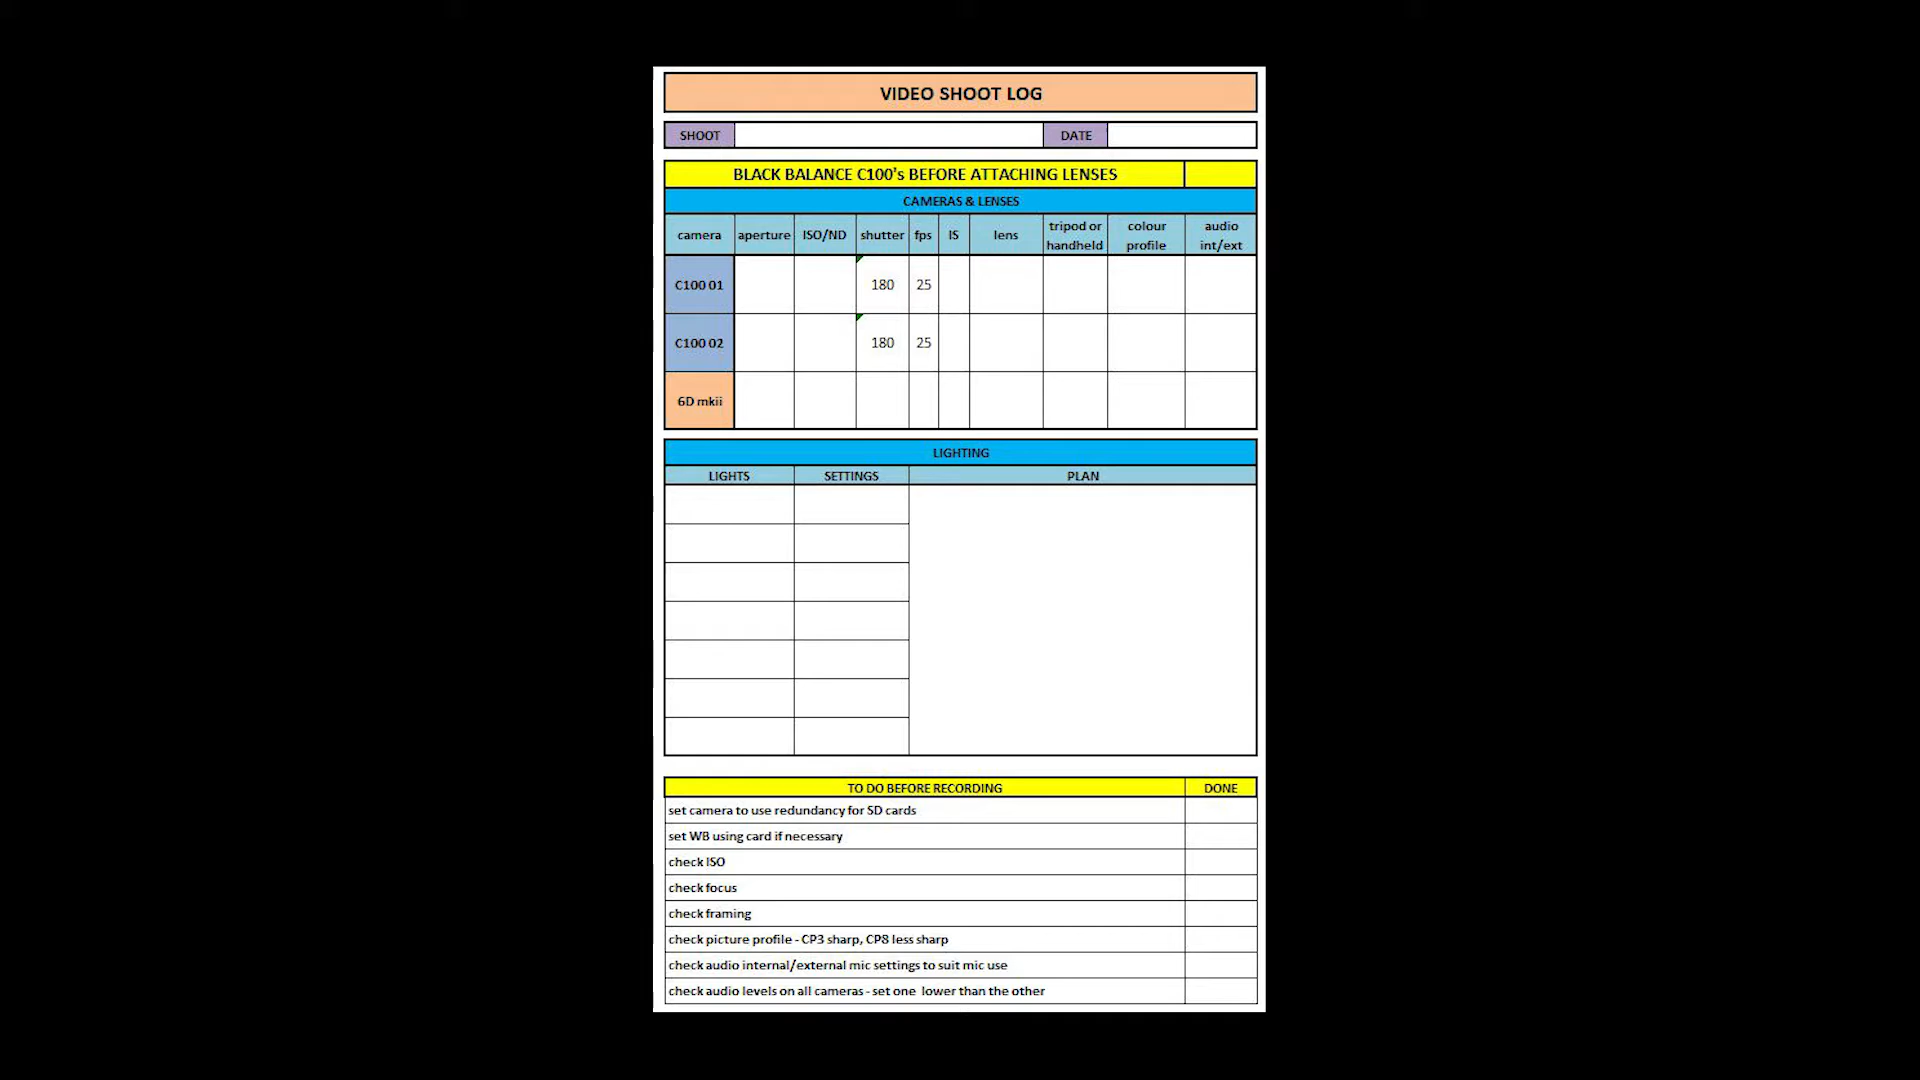 VIDEO SHOOT LOG
SHOOT DATE
BLACK BALANCE C100's BEFORE ATTACHING LENSES
CAMERAS & LENSES
camera aperture ISO/ND shutter fps IS lens tripod or handheld colour profile audio int/ext
C100 01 180 25
C100 02 180 25
6D mkii
LIGHTING
LIGHTS SETTINGS PLAN
TO DO BEFORE RECORDING DONE
set camera to use redundancy for SD cards
set WB using card if necessary
check ISO
check focus
check framing
check picture profile - CP3 sharp, CP8 less sharp
check audio internal/external mic settings to suit mic use
check audio levels on all cameras - set one  lower than the other